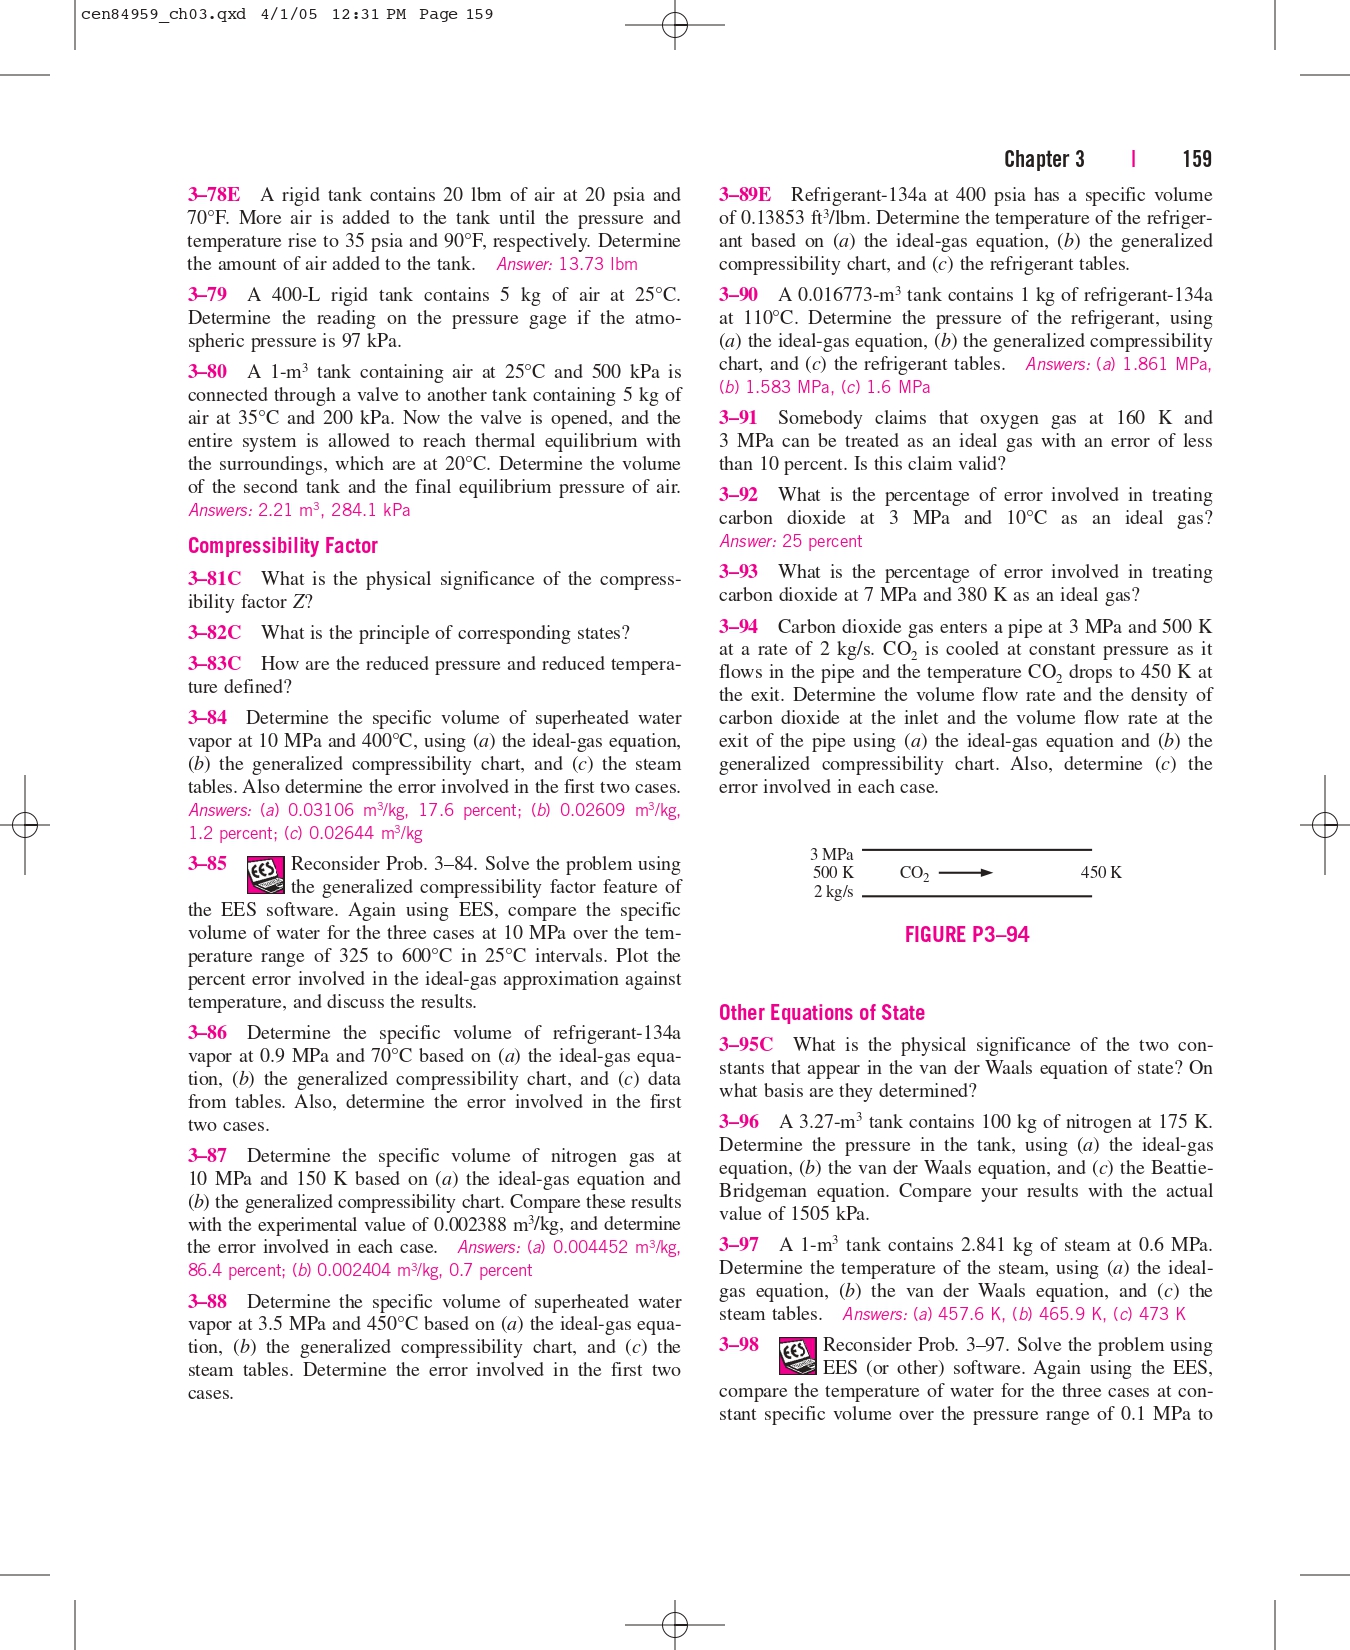 cen84959_ch03.qxd 4/1/05 12:31 PM Page 159
Chapter 3 | 159
3–78E A rigid tank contains 20 lbm of air at 20 psia and
70°F. More air is added to the tank until the pressure and
temperature rise to 35 psia and 90°F, respectively. Determine
the amount of air added to the tank. Answer: 13.73 lbm
3–79 A 400-L rigid tank contains 5 kg of air at 25°C.
Determine the reading on the pressure gage if the atmo-
spheric pressure is 97 kPa.
3–80 A 1-m³ tank containing air at 25°C and 500 kPa is
connected through a valve to another tank containing 5 kg of
air at 35°C and 200 kPa. Now the valve is opened, and the
entire system is allowed to reach thermal equilibrium with
the surroundings, which are at 20°C. Determine the volume
of the second tank and the final equilibrium pressure of air.
Answers: 2.21 m³, 284.1 kPa
Compressibility Factor
3–81C What is the physical significance of the compress-
ibility factor Z?
3–82C What is the principle of corresponding states?
3–83C How are the reduced pressure and reduced tempera-
ture defined?
3–84 Determine the specific volume of superheated water
vapor at 10 MPa and 400°C, using (a) the ideal-gas equation,
(b) the generalized compressibility chart, and (c) the steam
tables. Also determine the error involved in the first two cases.
Answers: (a) 0.03106 m³/kg, 17.6 percent; (b) 0.02609 m³/kg,
1.2 percent; (c) 0.02644 m³/kg
3–85 EES Reconsider Prob. 3–84. Solve the problem using
the generalized compressibility factor feature of
the EES software. Again using EES, compare the specific
volume of water for the three cases at 10 MPa over the tem-
perature range of 325 to 600°C in 25°C intervals. Plot the
percent error involved in the ideal-gas approximation against
temperature, and discuss the results.
3–86 Determine the specific volume of refrigerant-134a
vapor at 0.9 MPa and 70°C based on (a) the ideal-gas equa-
tion, (b) the generalized compressibility chart, and (c) data
from tables. Also, determine the error involved in the first
two cases.
3–87 Determine the specific volume of nitrogen gas at
10 MPa and 150 K based on (a) the ideal-gas equation and
(b) the generalized compressibility chart. Compare these results
with the experimental value of 0.002388 m³/kg, and determine
the error involved in each case. Answers: (a) 0.004452 m³/kg,
86.4 percent; (b) 0.002404 m³/kg, 0.7 percent
3–88 Determine the specific volume of superheated water
vapor at 3.5 MPa and 450°C based on (a) the ideal-gas equa-
tion, (b) the generalized compressibility chart, and (c) the
steam tables. Determine the error involved in the first two
cases.
3–89E Refrigerant-134a at 400 psia has a specific volume
of 0.13853 ft³/lbm. Determine the temperature of the refriger-
ant based on (a) the ideal-gas equation, (b) the generalized
compressibility chart, and (c) the refrigerant tables.
3–90 A 0.016773-m³ tank contains 1 kg of refrigerant-134a
at 110°C. Determine the pressure of the refrigerant, using
(a) the ideal-gas equation, (b) the generalized compressibility
chart, and (c) the refrigerant tables. Answers: (a) 1.861 MPa,
(b) 1.583 MPa, (c) 1.6 MPa
3–91 Somebody claims that oxygen gas at 160 K and
3 MPa can be treated as an ideal gas with an error of less
than 10 percent. Is this claim valid?
3–92 What is the percentage of error involved in treating
carbon dioxide at 3 MPa and 10°C as an ideal gas?
Answer: 25 percent
3–93 What is the percentage of error involved in treating
carbon dioxide at 7 MPa and 380 K as an ideal gas?
3–94 Carbon dioxide gas enters a pipe at 3 MPa and 500 K
at a rate of 2 kg/s. CO₂ is cooled at constant pressure as it
flows in the pipe and the temperature CO₂ drops to 450 K at
the exit. Determine the volume flow rate and the density of
carbon dioxide at the inlet and the volume flow rate at the
exit of the pipe using (a) the ideal-gas equation and (b) the
generalized compressibility chart. Also, determine (c) the
error involved in each case.
3 MPa
500 K CO₂ 450 K
2 kg/s
FIGURE P3–94
Other Equations of State
3–95C What is the physical significance of the two con-
stants that appear in the van der Waals equation of state? On
what basis are they determined?
3–96 A 3.27-m³ tank contains 100 kg of nitrogen at 175 K.
Determine the pressure in the tank, using (a) the ideal-gas
equation, (b) the van der Waals equation, and (c) the Beattie-
Bridgeman equation. Compare your results with the actual
value of 1505 kPa.
3–97 A 1-m³ tank contains 2.841 kg of steam at 0.6 MPa.
Determine the temperature of the steam, using (a) the ideal-
gas equation, (b) the van der Waals equation, and (c) the
steam tables. Answers: (a) 457.6 K, (b) 465.9 K, (c) 473 K
3–98 EES Reconsider Prob. 3–97. Solve the problem using
EES (or other) software. Again using the EES,
compare the temperature of water for the three cases at con-
stant specific volume over the pressure range of 0.1 MPa to